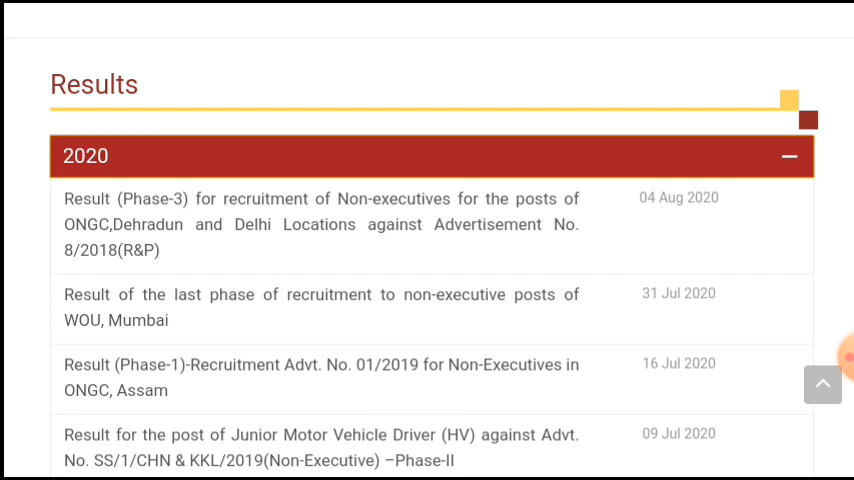 Results
2020
Result (Phase-3) for recruitment of Non-executives for the posts of
ONGC,Dehradun and Delhi Locations against Advertisement No.
8/2018(R&P)
04 Aug 2020
Result of the last phase of recruitment to non-executive posts of
WOU, Mumbai
31 Jul 2020
Result (Phase-1)-Recruitment Advt. No. 01/2019 for Non-Executives in
ONGC, Assam
16 Jul 2020
Result for the post of Junior Motor Vehicle Driver (HV) against Advt.
No. SS/1/CHN & KKL/2019(Non-Executive) –Phase-II
09 Jul 2020